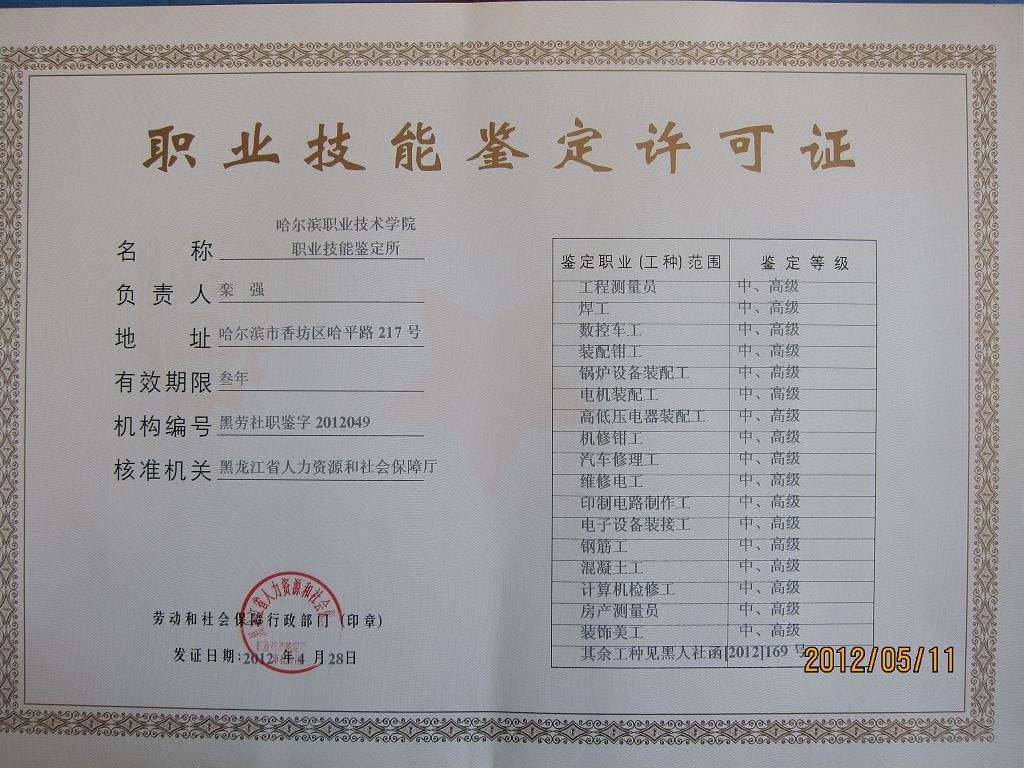 职业技能鉴定许可证
哈尔滨职业技术学院
名 称 职业技能鉴定所
负责人 栾 强
地 址 哈尔滨市香坊区哈平路 217 号
有效期限 叁年
机构编号 黑劳社职鉴字 2012049
核准机关 黑龙江省人力资源和社会保障厅
劳动和社会保障行政部门(印章)
发证日期:2012 年 4 月 28日
鉴定职业(工种)范围 鉴定等级
工程测量员 中、高级
焊工 中、高级
数控车工 中、高级
装配钳工 中、高级
锅炉设备装配工 中、高级
电机装配工 中、高级
高低压电器装配工 中、高级
机修钳工 中、高级
汽车修理工 中、高级
维修电工 中、高级
印制电路制作工 中、高级
电子设备装接工 中、高级
钢筋工 中、高级
混凝土工 中、高级
计算机检修工 中、高级
房产测量员 中、高级
装饰美工 中、高级
其余工种见黑人社函[2012]169 号
2012/05/11